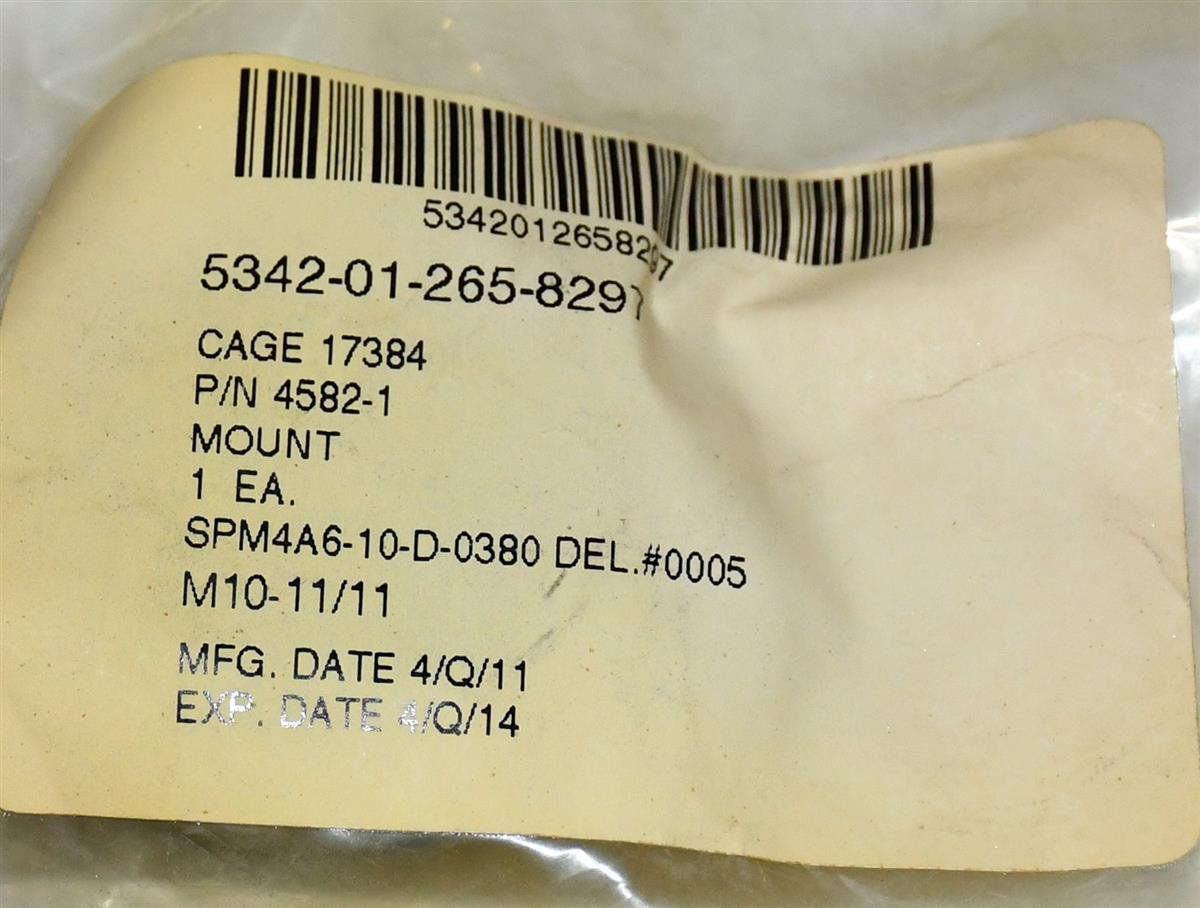 5342012658297
5342-01-265-8297
CAGE 17384
P/N 4582-1
MOUNT
1 EA.
SPM4A6-10-D-0380 DEL.#0005
M10-11/11
MFG. DATE 4/Q/11
EXP. DATE 4/Q/14